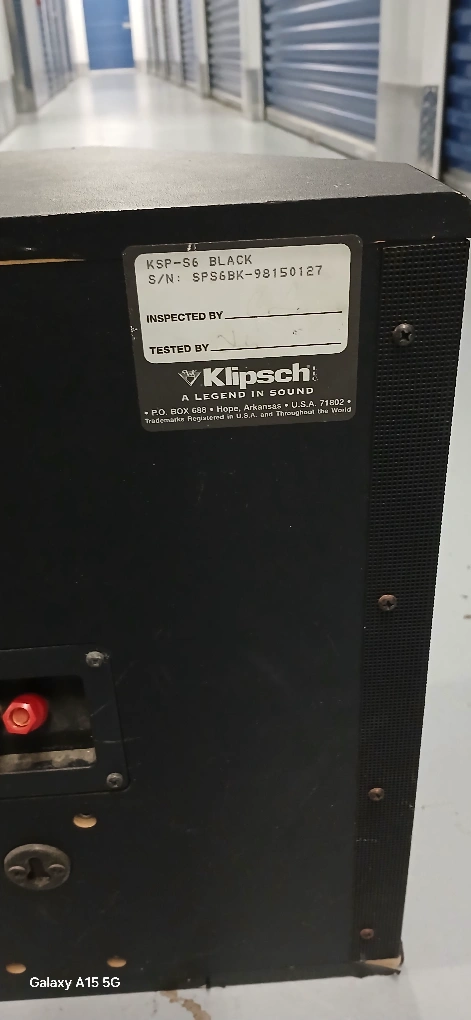 KSP-S6 BLACK
S/N: SPS6BK-98150127
INSPECTED BY
TESTED BY
Klipsch
A LEGEND IN SOUND
• P.O. BOX 688 • Hope, Arkansas • U.S.A. 71802 •
Trademarks Registered in U.S.A. and Throughout the World
Galaxy A15 5G